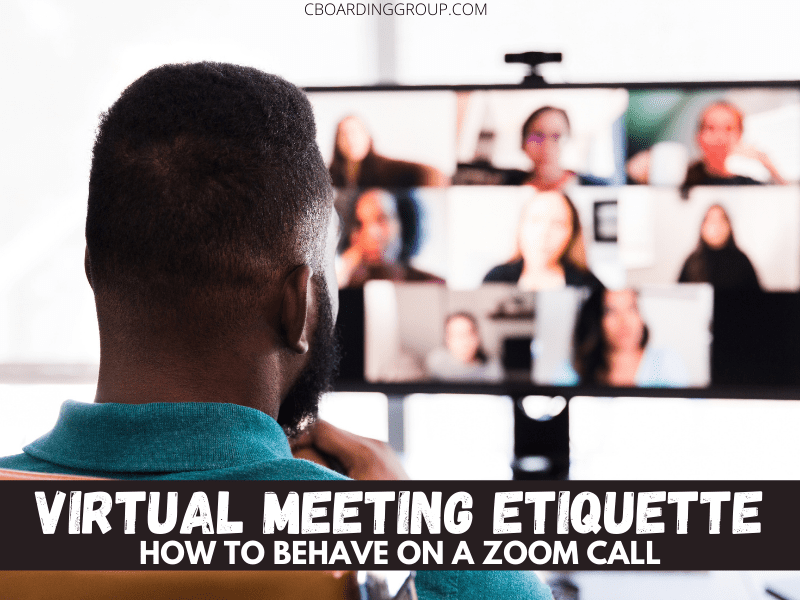 CBOARDINGGROUP.COM
VIRTUAL MEETING ETIQUETTE
HOW TO BEHAVE ON A ZOOM CALL